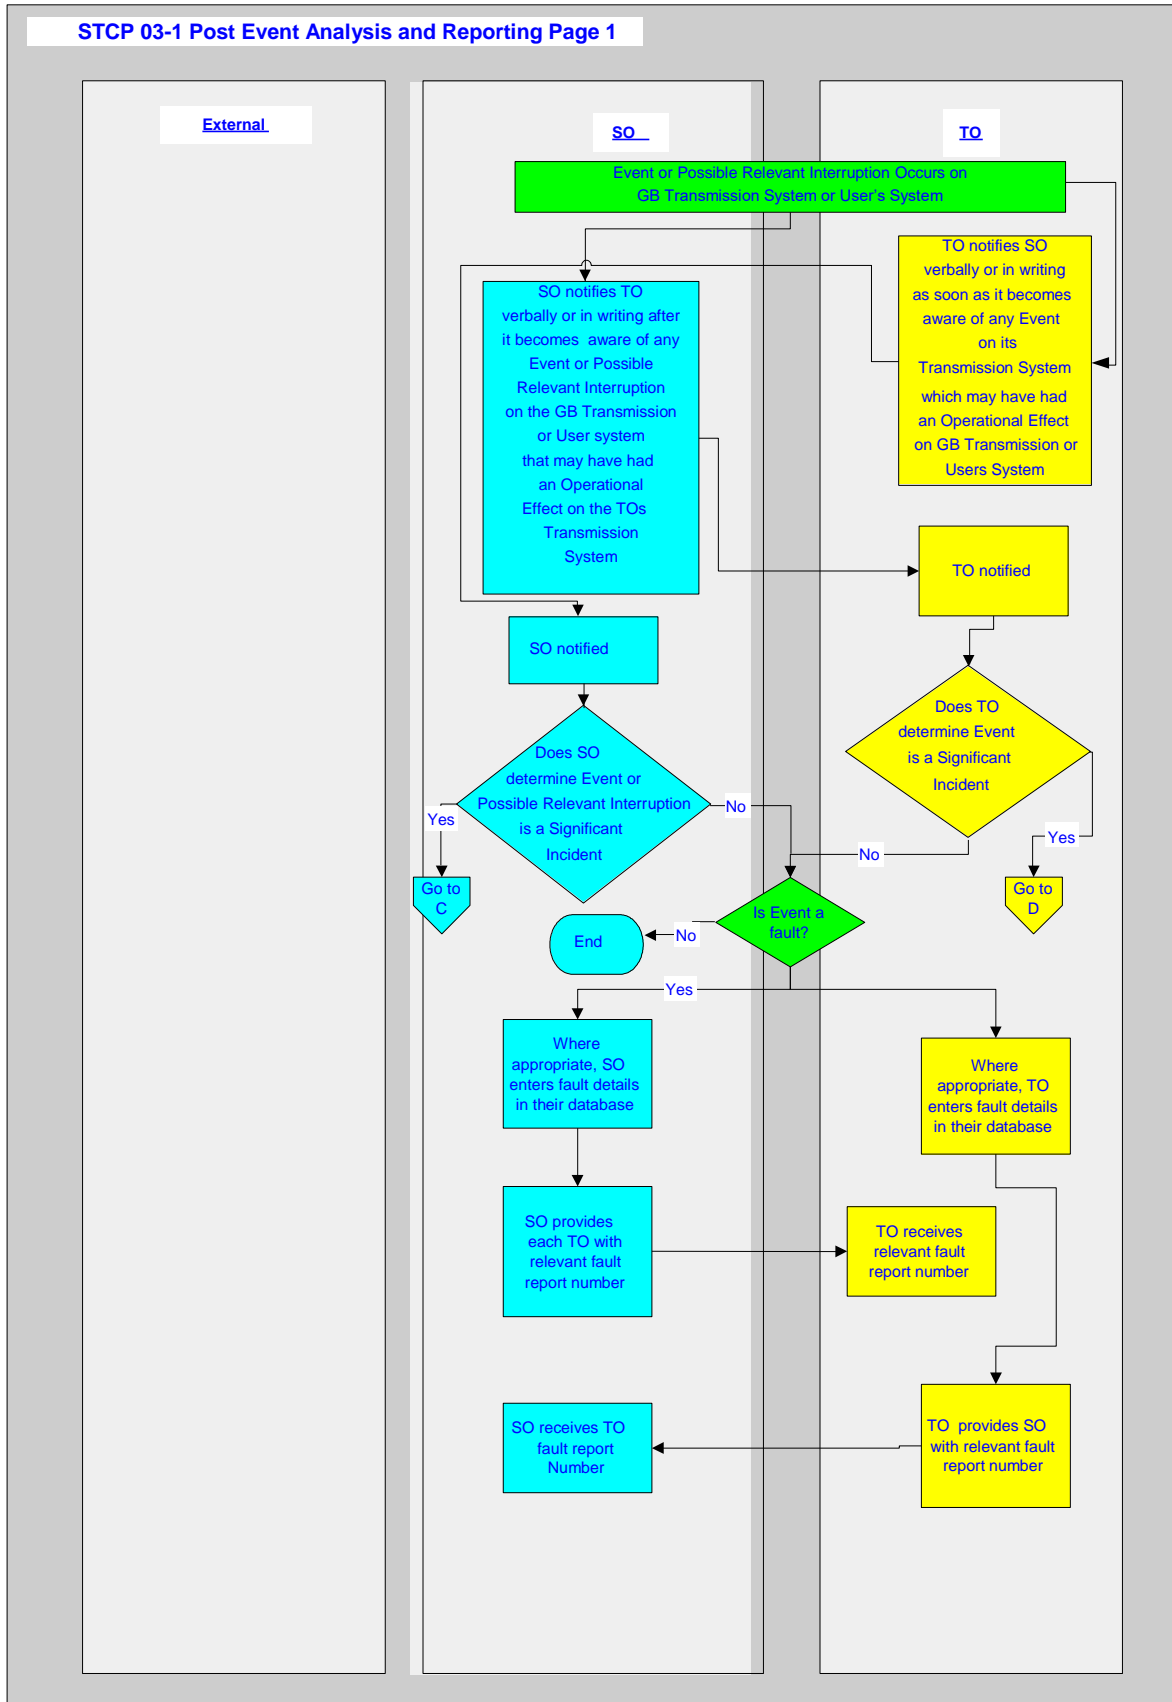 STCP 03-1 Post Event Analysis and Reporting Page 1
External
SO
TO
Event or Possible Relevant Interruption Occurs on
GB Transmission System or User's System
TO notifies SO
verbally or in writing
as soon as it becomes
aware of any Event
on its
Transmission System
which may have had
an Operational Effect
on GB Transmission or
Users System
SO notifies TO
verbally or in writing after
it becomes aware of any
Event or Possible
Relevant Interruption
on the GB Transmission
or User system
that may have had
an Operational
Effect on the TOs
Transmission
System
TO notified
SO notified
Does TO
determine Event
is a Significant
Incident
Does SO
determine Event or
Possible Relevant Interruption
is a Significant
Incident
Yes
No
Yes
No
Go to
C
Go to
D
Is Event a
fault?
No
End
Yes
Where
appropriate, SO
enters fault details
in their database
Where
appropriate, TO
enters fault details
in their database
SO provides
each TO with
relevant fault
report number
TO receives
relevant fault
report number
SO receives TO
fault report
Number
TO provides SO
with relevant fault
report number